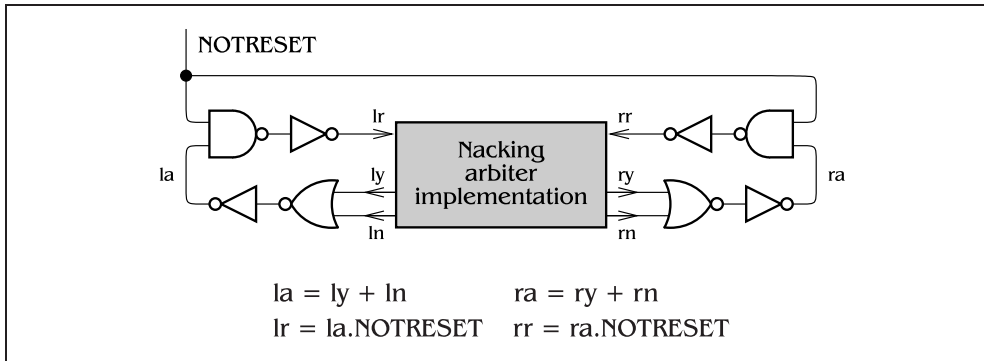 NOTRESET
lr
rr
Nacking
arbiter
implementation
la
ly
ry
ra
ln
rn
la = ly + ln
ra = ry + rn
lr = la.NOTRESET
rr = ra.NOTRESET